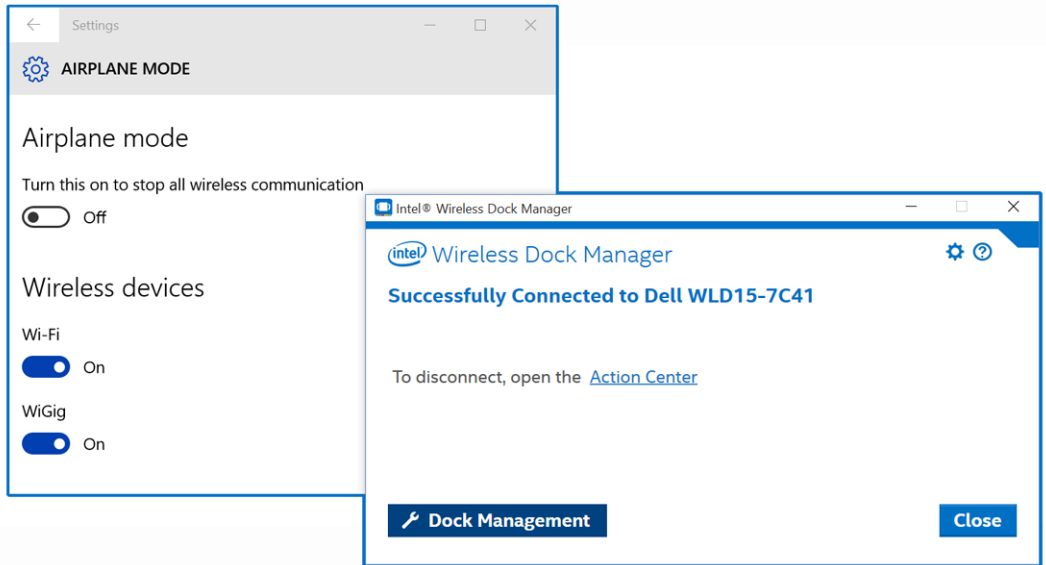 Settings
AIRPLANE MODE
Airplane mode
Turn this on to stop all wireless communication
Off
Wireless devices
Wi-Fi
On
WiGig
On
Intel® Wireless Dock Manager
intel Wireless Dock Manager
Successfully Connected to Dell WLD15-7C41
To disconnect, open the Action Center
Dock Management
Close